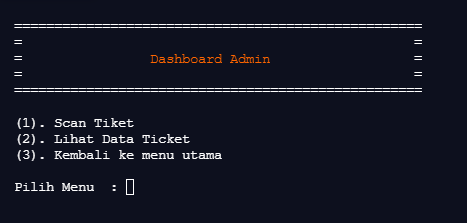 ===================================================
=                                                 =
=                Dashboard Admin                  =
=                                                 =
===================================================
(1). Scan Tiket
(2). Lihat Data Ticket
(3). Kembali ke menu utama
Pilih Menu  :